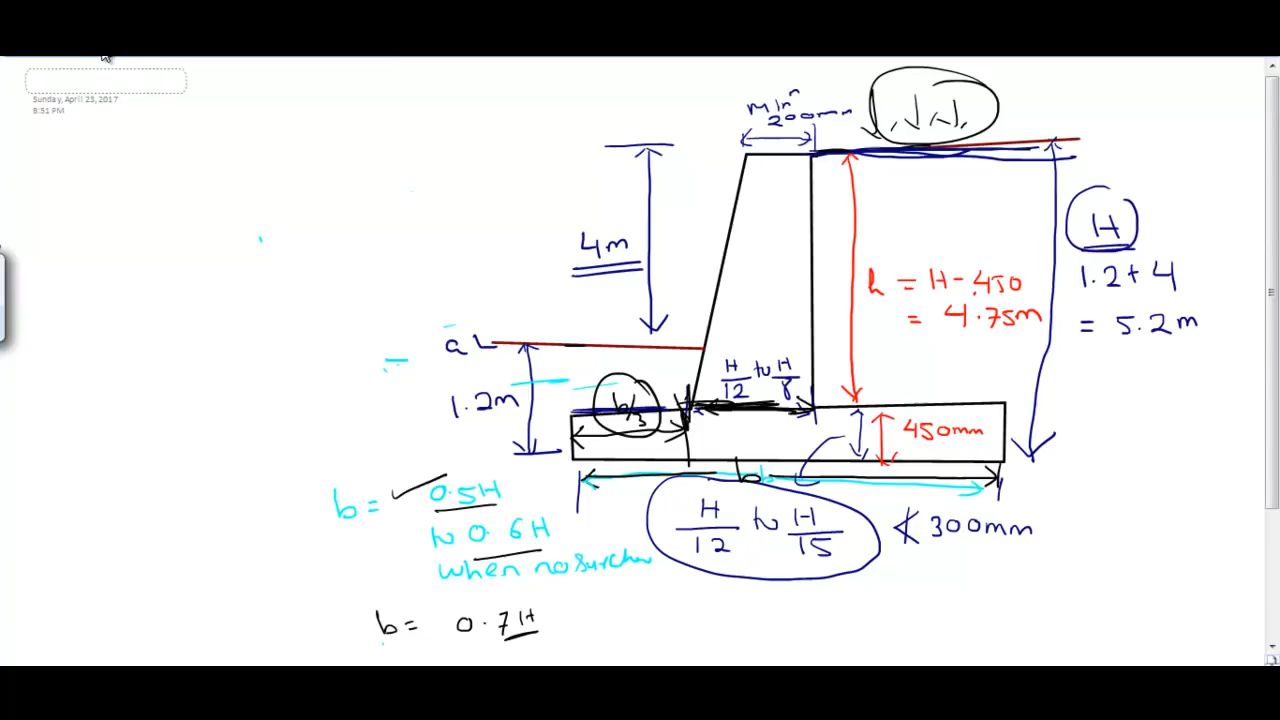 Sunday, April 23, 2017
8:51 PM
Minm
200mm
4m
H
1.2 + 4
= 5.2m
h = H - 450
= 4.75m
GL
1.2m
H/12 to H/8
b/3
450mm
b
b = 0.5H
to 0.6H
when no surchar
H/12 to H/15 ≮ 300mm
b = 0.7H